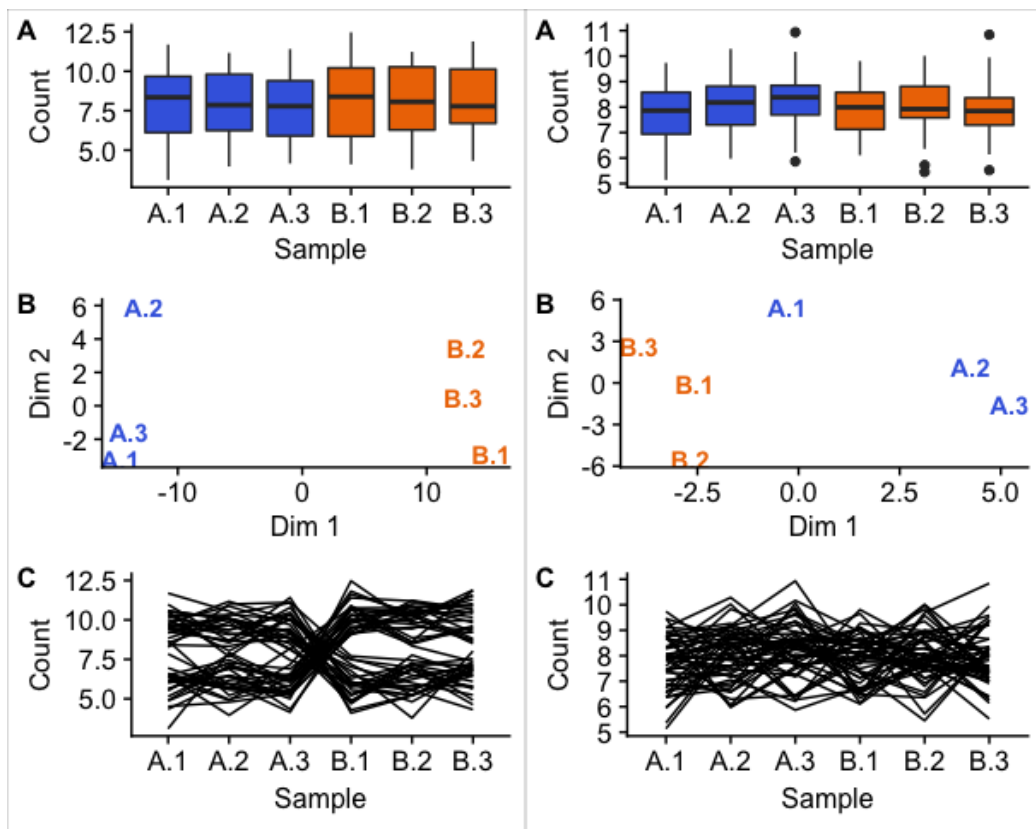 A
12.5
10.0
7.5
5.0
Count
A.1 A.2 A.3 B.1 B.2 B.3
Sample
A
11
10
9
8
7
6
5
Count
A.1 A.2 A.3 B.1 B.2 B.3
Sample
B
6
4
2
0
-2
Dim 2
A.2
B.2
B.3
A.3
A.1
B.1
-10 0 10
Dim 1
B
6
3
0
-3
-6
Dim 2
A.1
B.3
A.2
B.1
A.3
B.2
-2.5 0.0 2.5 5.0
Dim 1
C
12.5
10.0
7.5
5.0
Count
A.1 A.2 A.3 B.1 B.2 B.3
Sample
C
11
10
9
8
7
6
5
Count
A.1 A.2 A.3 B.1 B.2 B.3
Sample